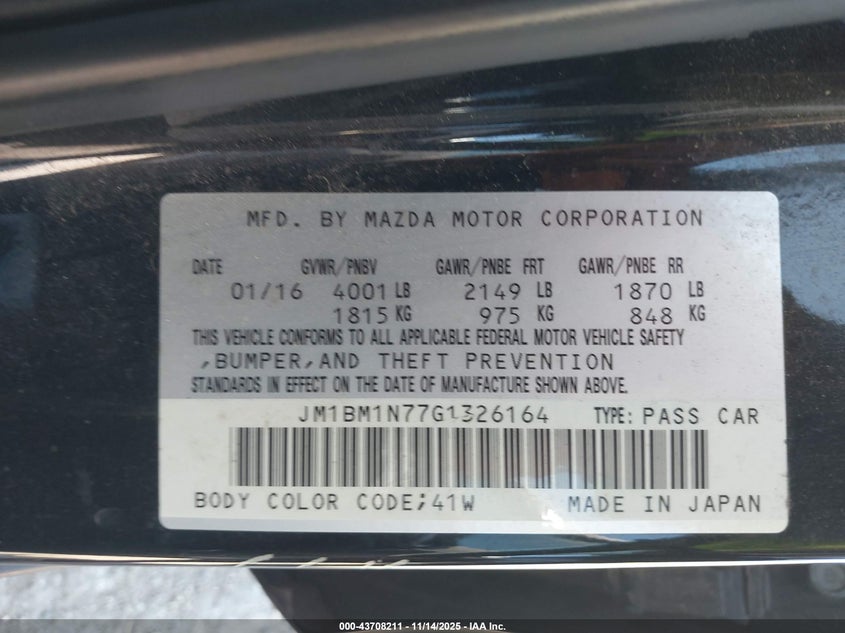 MFD. BY MAZDA MOTOR CORPORATION
DATE GVWR/PNBV GAWR/PNBE FRT GAWR/PNBE RR
01/16 4001 LB 2149 LB 1870 LB
1815 KG 975 KG 848 KG
THIS VEHICLE CONFORMS TO ALL APPLICABLE FEDERAL MOTOR VEHICLE SAFETY
,BUMPER,AND THEFT PREVENTION
STANDARDS IN EFFECT ON THE DATE OF MANUFACTURE SHOWN ABOVE.
JM1BM1N77G1326164 TYPE: PASS CAR
BODY COLOR CODE;41W MADE IN JAPAN
000-43708211 - 11/14/2025 - IAA Inc.